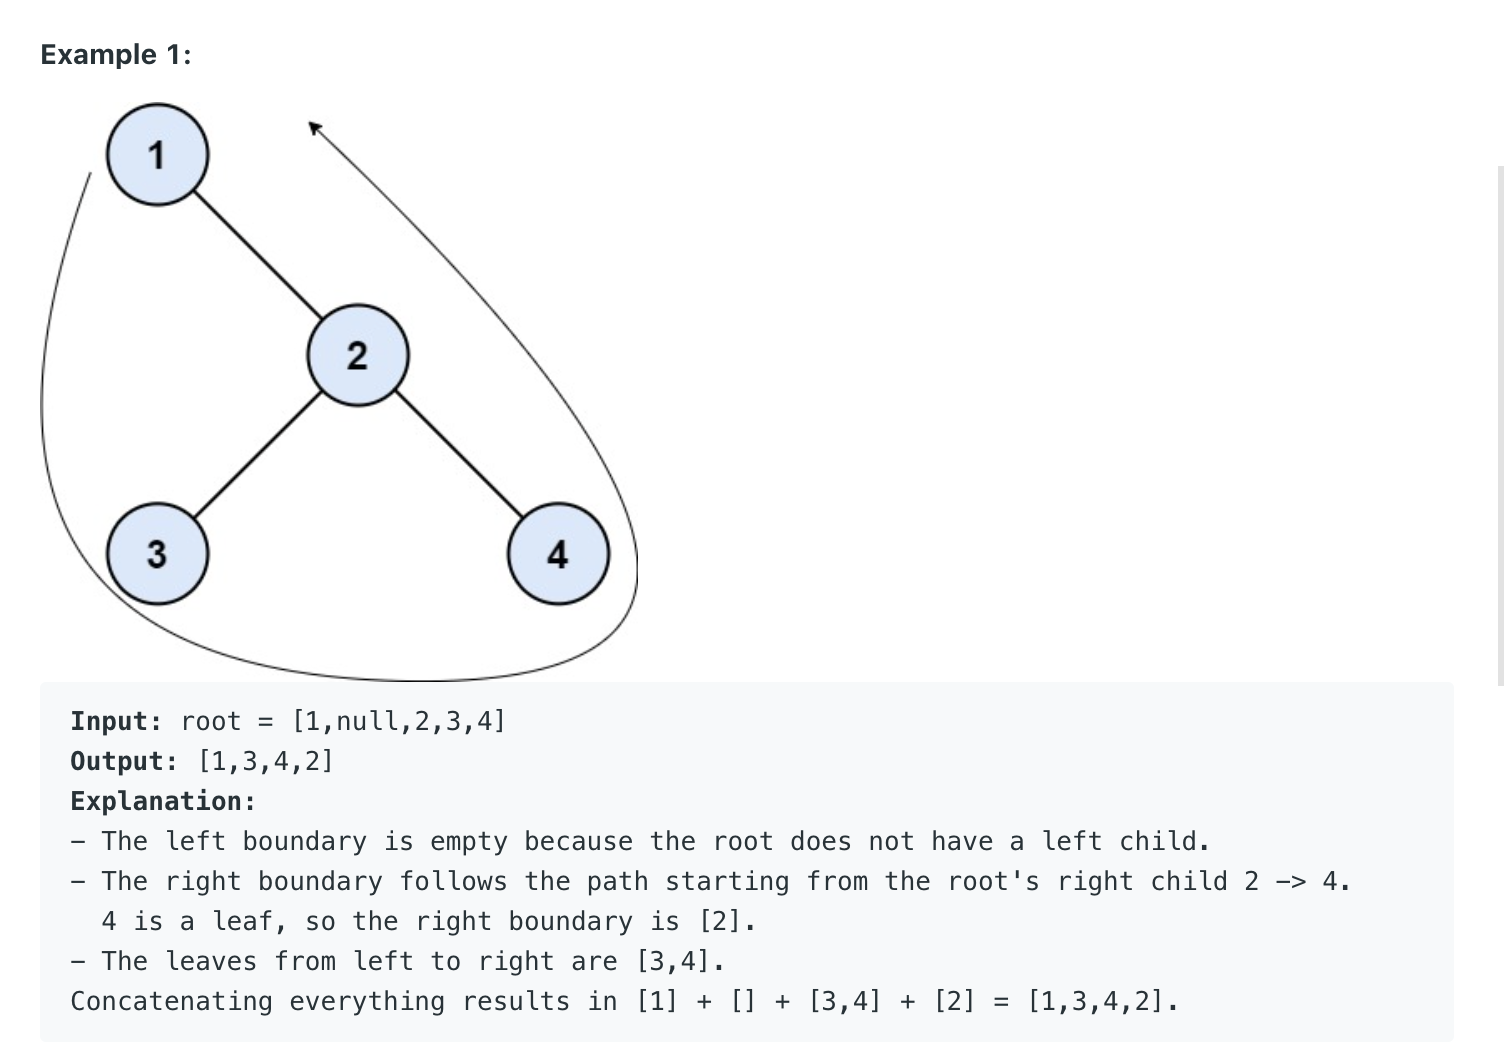 Example 1:
1
2
3
4
Input: root = [1,null,2,3,4]
Output: [1,3,4,2]
Explanation:
- The left boundary is empty because the root does not have a left child.
- The right boundary follows the path starting from the root's right child 2 -> 4.
4 is a leaf, so the right boundary is [2].
- The leaves from left to right are [3,4].
Concatenating everything results in [1] + [] + [3,4] + [2] = [1,3,4,2].